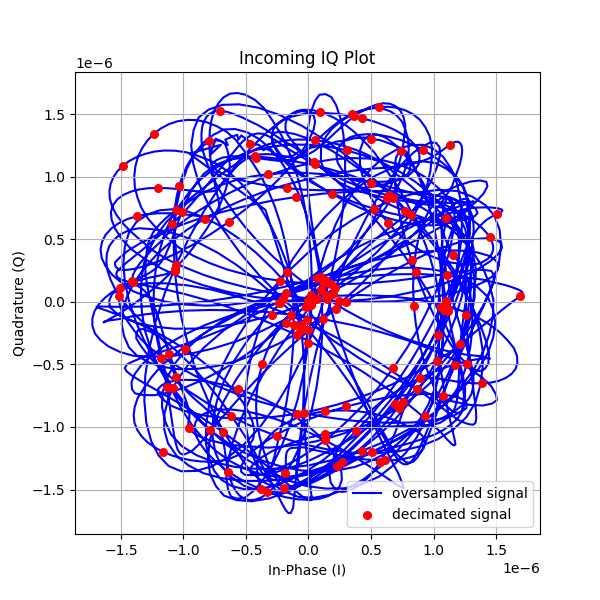 Incoming IQ Plot
1e−6
Quadrature (Q)
1.5
1.0
0.5
0.0
−0.5
−1.0
−1.5
oversampled signal
decimated signal
−1.5 −1.0 −0.5 0.0 0.5 1.0 1.5
In-Phase (I)
1e−6